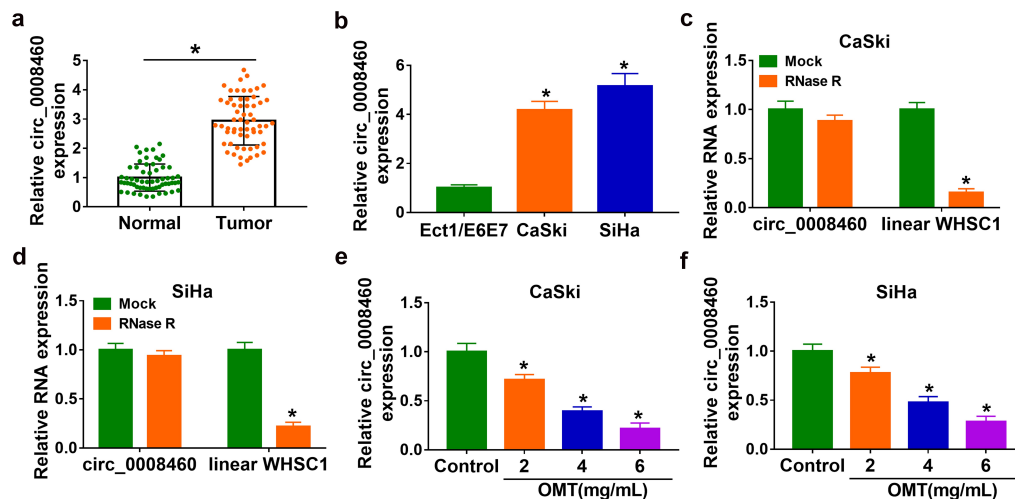 a
Relative circ_0008460
expression
*
5
4
3
2
1
0
Normal Tumor
b
Relative circ_0008460
expression
6
4
2
0
*
*
Ect1/E6E7 CaSki SiHa
c
CaSki
Relative RNA expression
Mock
RNase R
1.5
1.0
0.5
0.0
*
circ_0008460 linear WHSC1
d
SiHa
Relative RNA expression
Mock
RNase R
1.5
1.0
0.5
0.0
*
circ_0008460 linear WHSC1
e
CaSki
Relative circ_0008460
expression
1.5
1.0
0.5
0.0
*
*
*
Control 2 4 6
OMT(mg/mL)
f
SiHa
Relative circ_0008460
expression
1.5
1.0
0.5
0.0
*
*
*
Control 2 4 6
OMT(mg/mL)